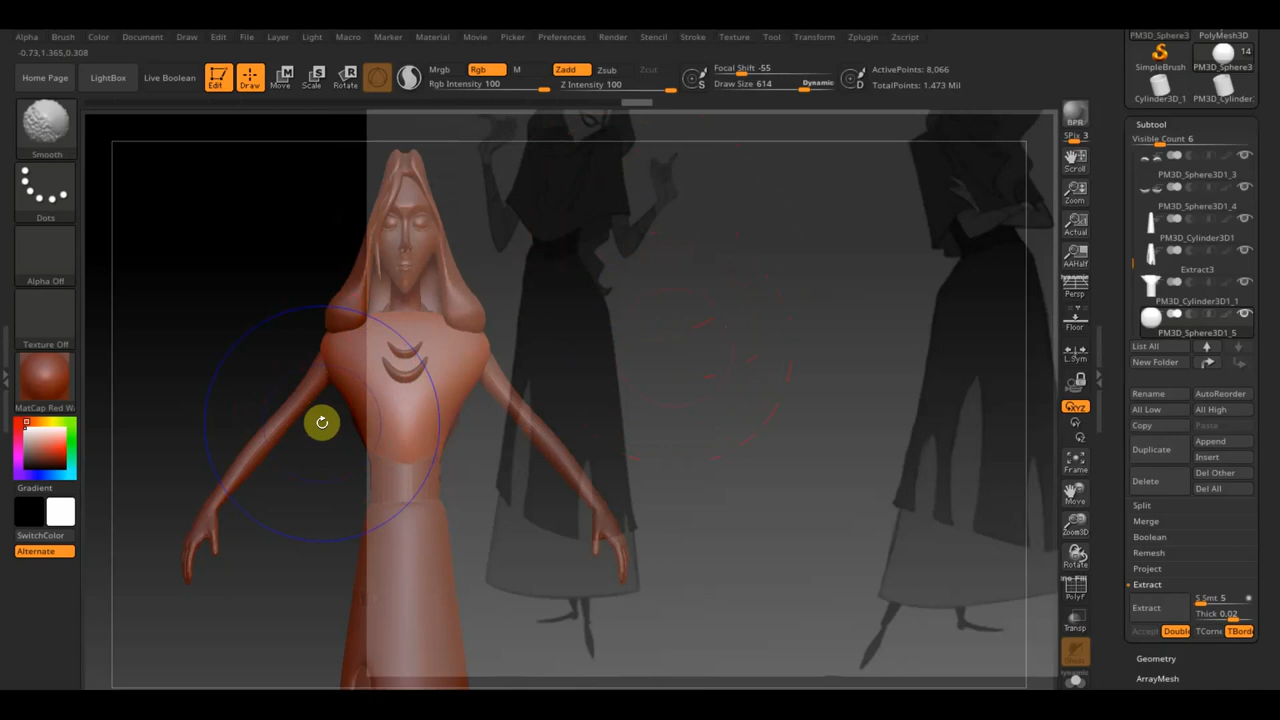 Alpha Brush Color Document Draw Edit File Layer Light Macro Marker Material Movie Picker Preferences Render Stencil Stroke Texture Tool Transform Zplugin Zscript
-0.73,1.365,0.308
Home Page
LightBox
Live Boolean
Edit
Draw
Move
Scale
Rotate
Mrgb
Rgb
M
Rgb Intensity 100
Zadd
Zsub
Zcut
Z Intensity 100
S
Focal Shift -55
Draw Size 614
Dynamic
D
ActivePoints: 8,066
TotalPoints: 1.473 Mil
Smooth
Dots
Alpha Off
Texture Off
MatCap Red W
Gradient
SwitchColor
Alternate
BPR
SPix 3
Scroll
Zoom
Actual
AAHalf
Persp
Floor
L.Sym
XYZ
Frame
Move
Zoom3D
Rotate
PolyF
Transp
PM3D_Sphere3
PolyMesh3D
14
SimpleBrush
PM3D_Sphere3
Cylinder3D_1
PM3D_Cylinder
Subtool
Visible Count 6
PM3D_Sphere3D1_3
PM3D_Sphere3D1_4
PM3D_Cylinder3D1
Extract3
PM3D_Cylinder3D1_1
PM3D_Sphere3D1_5
List All
New Folder
Rename
AutoReorder
All Low
All High
Copy
Paste
Duplicate
Append
Insert
Delete
Del Other
Del All
Split
Merge
Boolean
Remesh
Project
Extract
Extract
S Smt 5
Thick 0.02
Accept
Double
TCorne
TBorde
Geometry
ArrayMesh